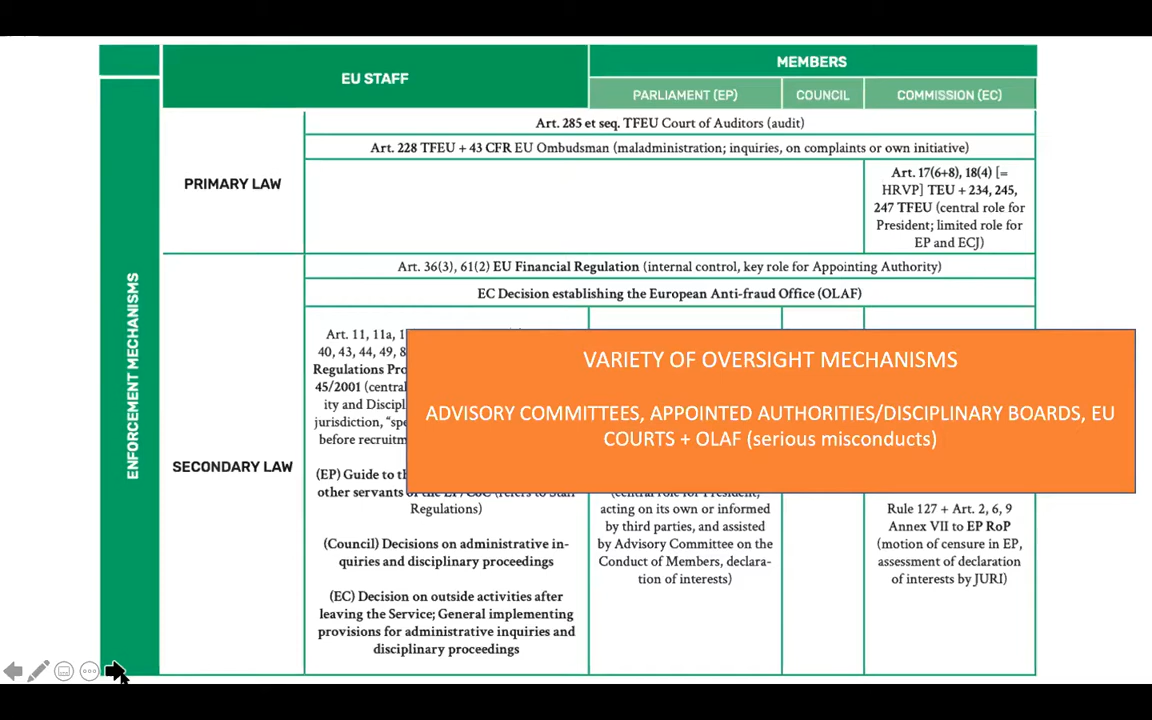 EU STAFF
MEMBERS
PARLIAMENT (EP)
COUNCIL
COMMISSION (EC)
ENFORCEMENT MECHANISMS
PRIMARY LAW
Art. 285 et seq. TFEU Court of Auditors (audit)
Art. 228 TFEU + 43 CFR EU Ombudsman (maladministration; inquiries, on complaints or own initiative)
Art. 17(6+8), 18(4) [=
HRVP] TEU + 234, 245,
247 TFEU (central role for
President; limited role for
EP and ECJ)
SECONDARY LAW
Art. 36(3), 61(2) EU Financial Regulation (internal control, key role for Appointing Authority)
EC Decision establishing the European Anti-fraud Office (OLAF)
Art. 11, 11a,
40, 43, 44, 49,
Regulations
45/2001 (central
ity and
jurisdiction,
before
(EP) Guide to
other servants of the EP/CoC (refers to Staff
Regulations)
(Council) Decisions on administrative in-
quiries and disciplinary proceedings
(EC) Decision on outside activities after
leaving the Service; General implementing
provisions for administrative inquiries and
disciplinary proceedings
VARIETY OF OVERSIGHT MECHANISMS
ADVISORY COMMITTEES, APPOINTED AUTHORITIES/DISCIPLINARY BOARDS, EU
COURTS + OLAF (serious misconducts)
(central role for President,
acting on its own or informed
by third parties, and assisted
by Advisory Committee on the
Conduct of Members, declara-
tion of interests)
Rule 127 + Art. 2, 6, 9
Annex VII to EP RoP
(motion of censure in EP,
assessment of declaration
of interests by JURI)